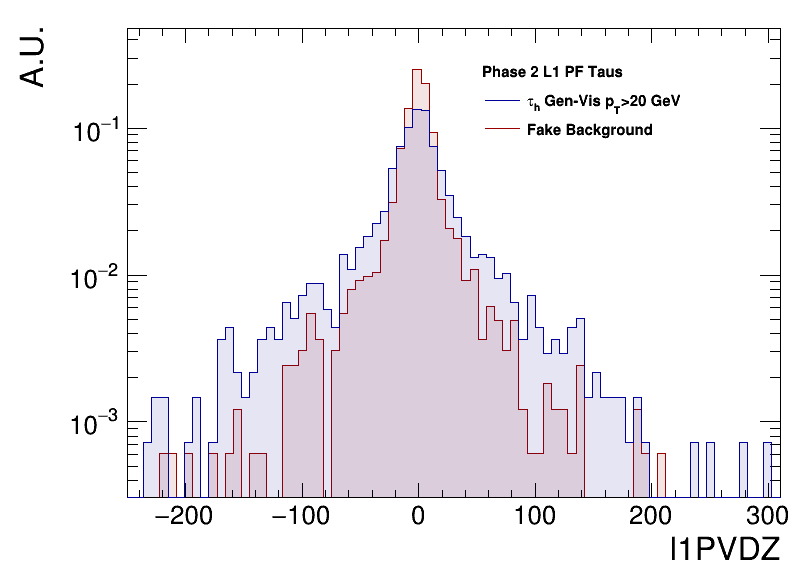 A.U.
Phase 2 L1 PF Taus
τh Gen-Vis pT>20 GeV
Fake Background
10−1
10−2
10−3
−200 −100 0 100 200 300
l1PVDZ